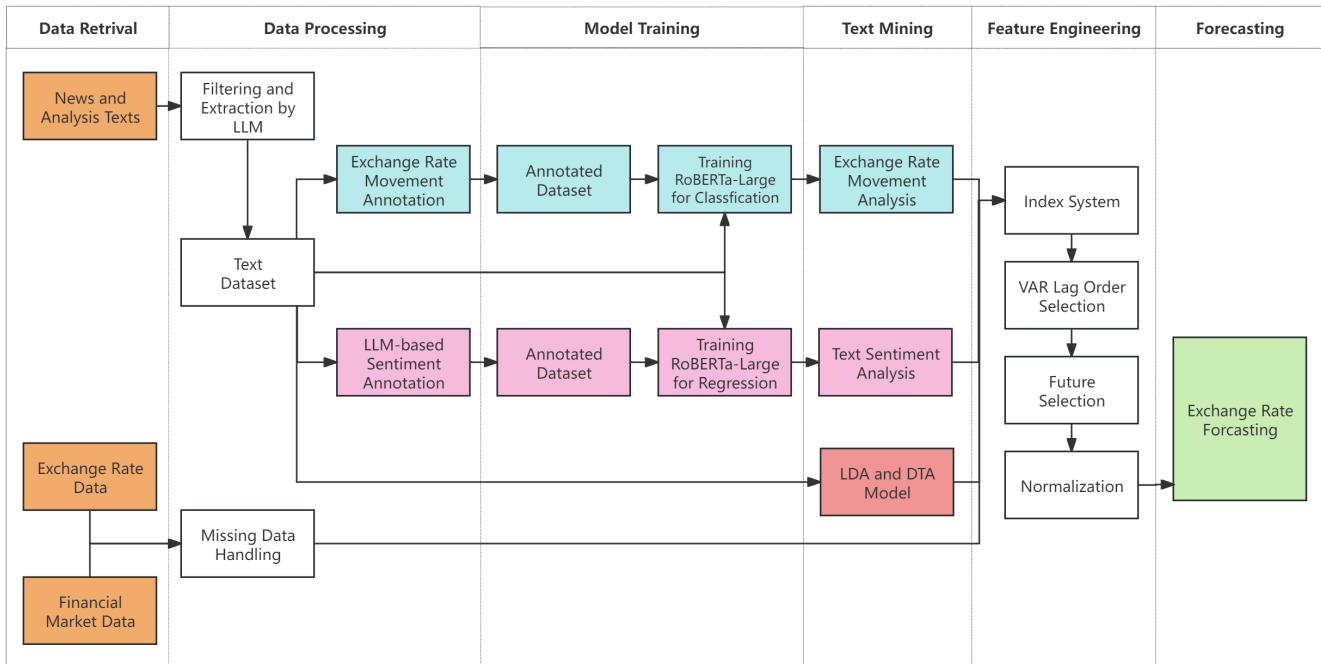 Data Retrival
Data Processing
Model Training
Text Mining
Feature Engineering
Forecasting
News and
Analysis Texts
Filtering and
Extraction by
LLM
Exchange Rate
Movement
Annotation
Annotated
Dataset
Training
RoBERTa-Large
for Classfication
Exchange Rate
Movement
Analysis
Index System
Text
Dataset
VAR Lag Order
Selection
LLM-based
Sentiment
Annotation
Annotated
Dataset
Training
RoBERTa-Large
for Regression
Text Sentiment
Analysis
Future
Selection
Exchange Rate
Forcasting
Exchange Rate
Data
LDA and DTA
Model
Normalization
Missing Data
Handling
Financial
Market Data